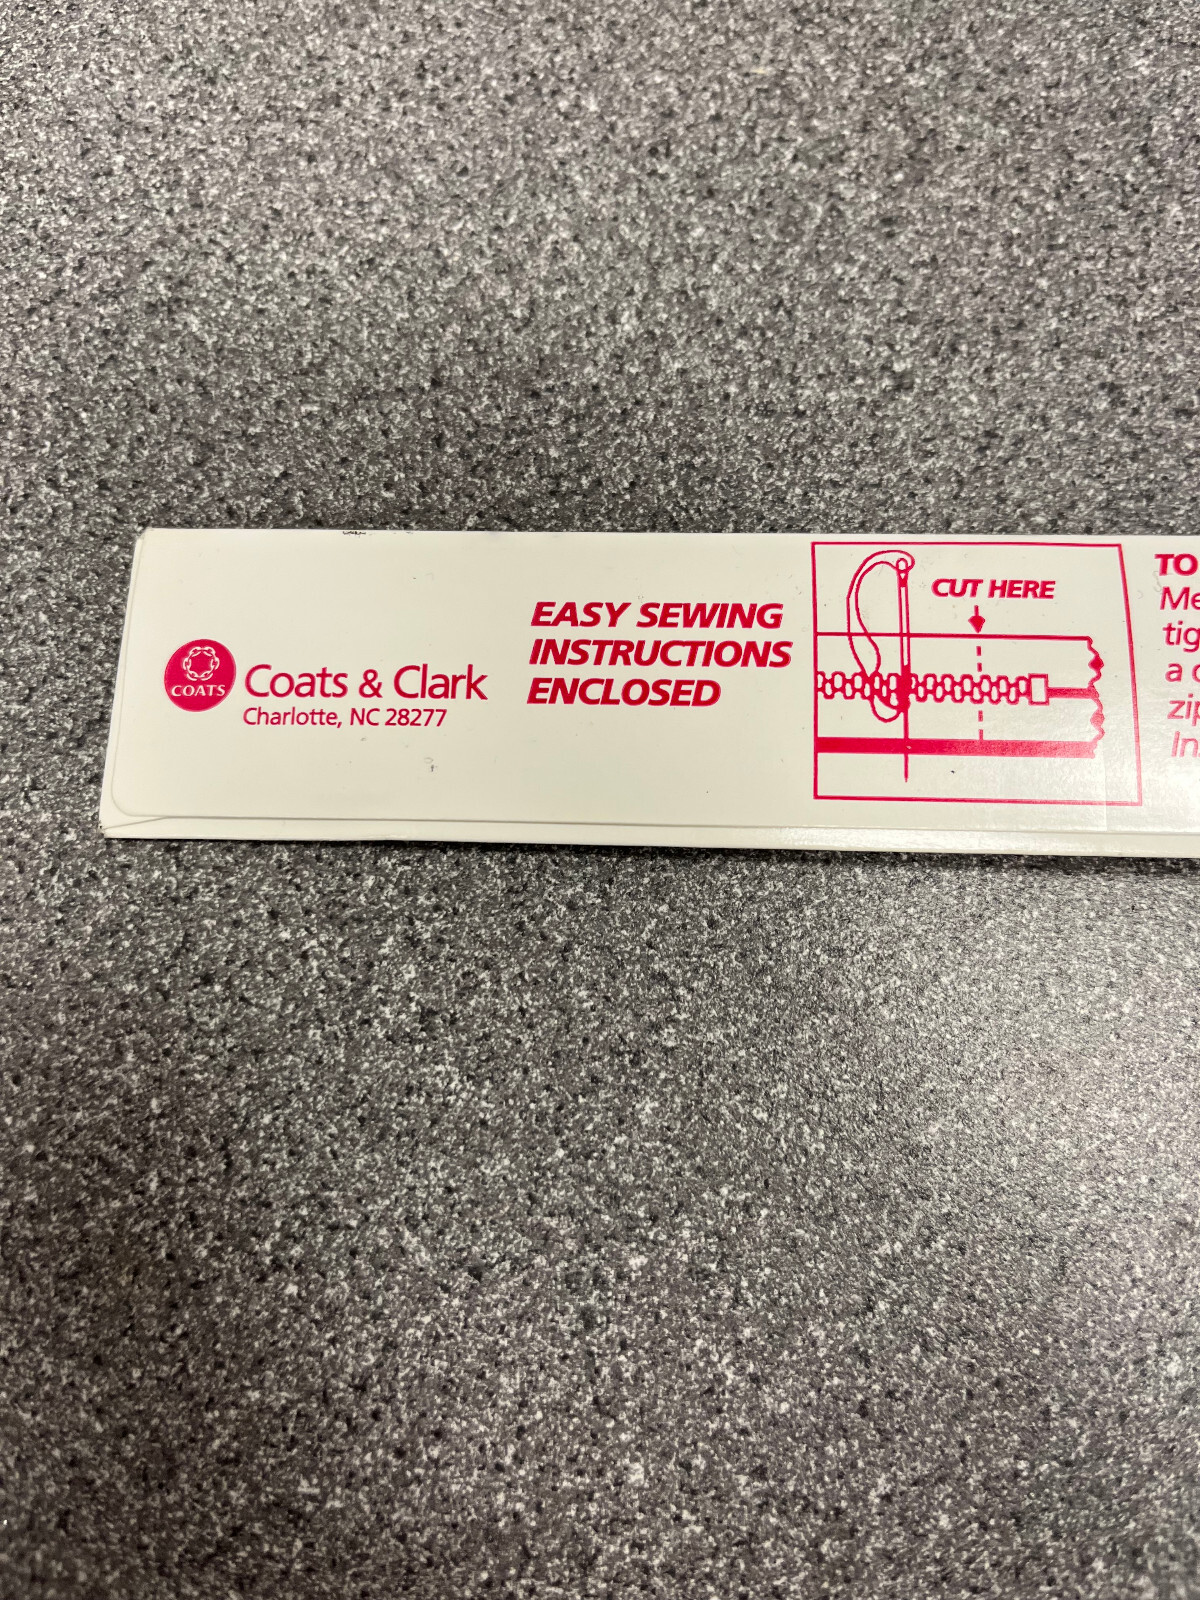 COATS
Coats & Clark
Charlotte, NC 28277
EASY SEWING
INSTRUCTIONS
ENCLOSED
CUT HERE
TO
a